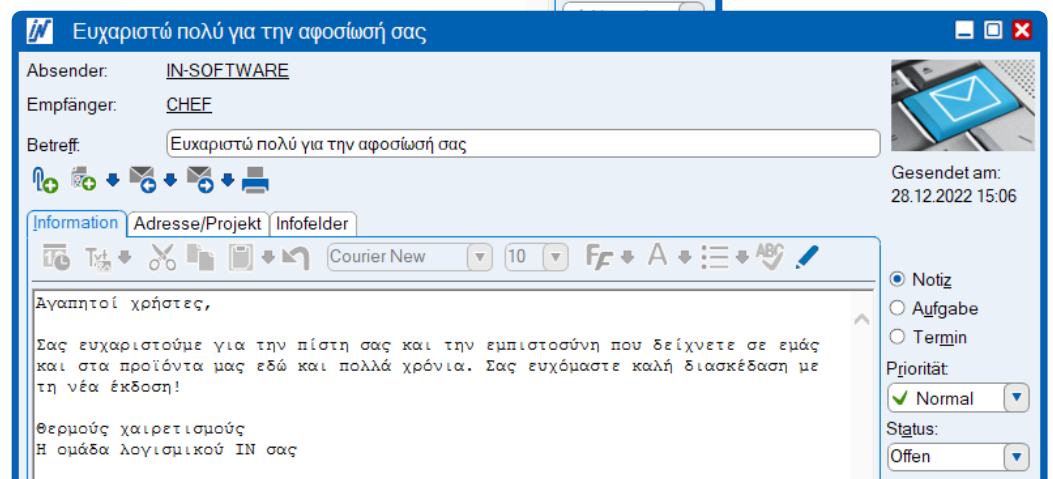 Ευχαριστώ πολύ για την αφοσίωσή σας
Absender: IN-SOFTWARE
Empfänger: CHEF
Betreff: Ευχαριστώ πολύ για την αφοσίωσή σας
Gesendet am:
28.12.2022 15:06
Information Adresse/Projekt Infofelder
Courier New 10
Αγαπητοί χρήστες,
Σας ευχαριστούμε για την πίστη σας και την εμπιστοσύνη που δείχνετε σε εμάς
και στα προϊόντα μας εδώ και πολλά χρόνια. Σας ευχόμαστε καλή διασκέδαση με
τη νέα έκδοση!
Θερμούς χαιρετισμούς
Η ομάδα λογισμικού IN σας
Notiz
Aufgabe
Termin
Priorität:
Normal
Status:
Offen